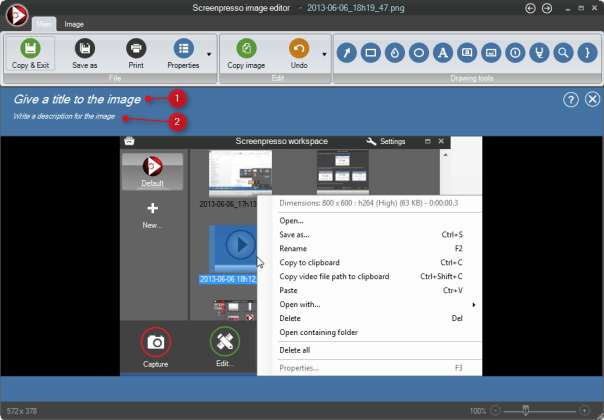 Screenpresso image editor - 2013-06-06_18h19_47.png
Main Image
Copy & Exit Save as Print Properties Copy image Undo
File Edit Drawing tools
Give a title to the image 1
Write a description for the image 2
Screenpresso workspace Settings
Default
2013-06-06_17h13
New...
Dimensions: 800 x 600 : h264 (High) (83 KB) - 0:00:00.3
Open...
Save as... Ctrl+S
Rename F2
Copy to clipboard Ctrl+C
Copy video file path to clipboard Ctrl+Shift+C
Paste Ctr+V
Open with...
Delete Del
Open containing folder
Delete all
Properties... F3
2013-06-06 18h12
Capture Edit...
572 x 378 100%